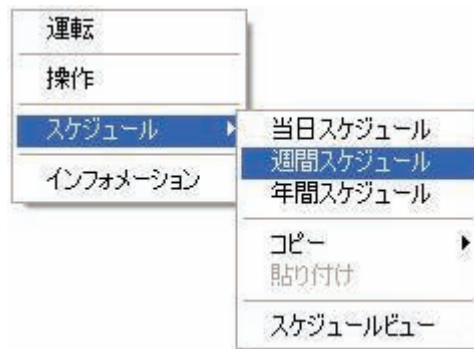 運転
操作
スケジュール
インフォメーション
当日スケジュール
週間スケジュール
年間スケジュール
コピー
貼り付け
スケジュールビュー